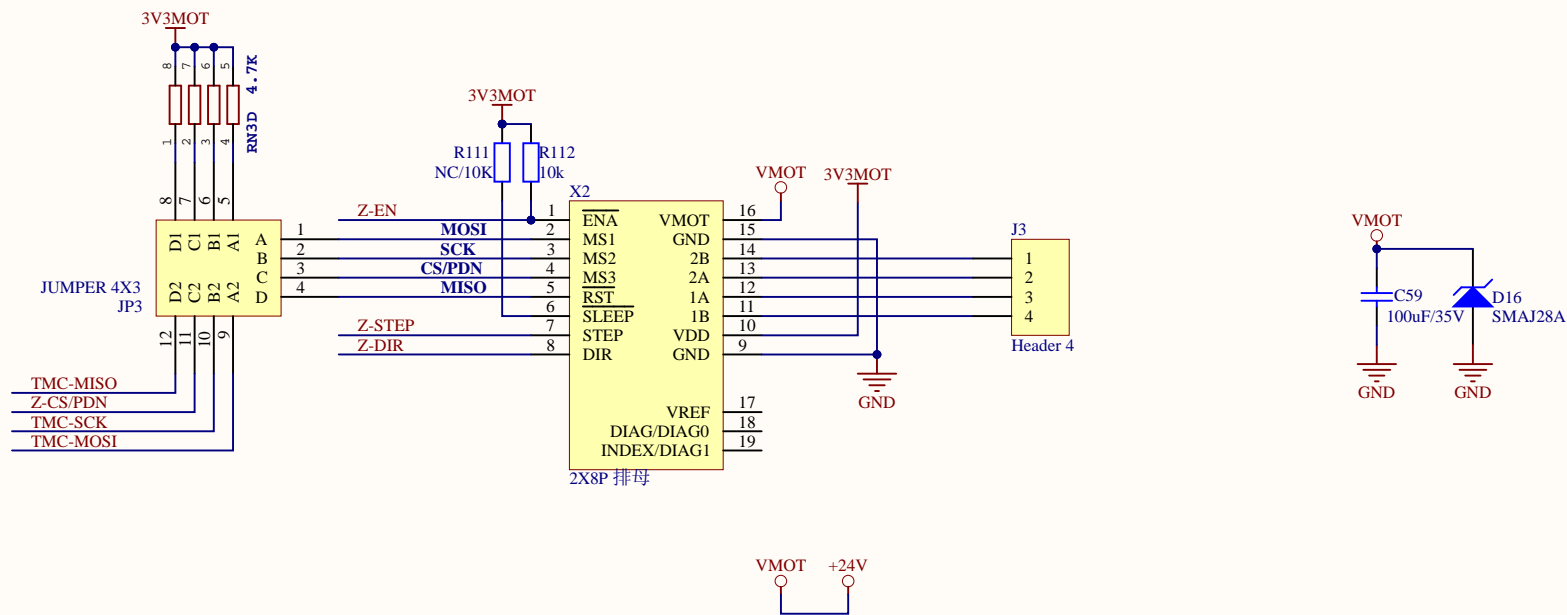 3V3MOT
8
7
6
5
RN3D 4.7K
1
2
3
4
8
7
6
5
D1
C1
B1
A1
A
B
C
D
1
2
3
4
D2
C2
B2
A2
JUMPER 4X3
JP3
12
11
10
9
TMC-MISO
Z-CS/PDN
TMC-SCK
TMC-MOSI
3V3MOT
R111
NC/10K
R112
10k
Z-EN
MOSI
SCK
CS/PDN
MISO
Z-STEP
Z-DIR
X2
1
2
3
4
5
6
7
8
ENA
MS1
MS2
MS3
RST
SLEEP
STEP
DIR
VMOT
GND
2B
2A
1A
1B
VDD
GND
VREF
DIAG/DIAG0
INDEX/DIAG1
16
15
14
13
12
11
10
9
17
18
19
2X8P 排母
VMOT
3V3MOT
GND
J3
1
2
3
4
Header 4
VMOT
C59
100uF/35V
D16
SMAJ28A
GND
GND
VMOT
+24V